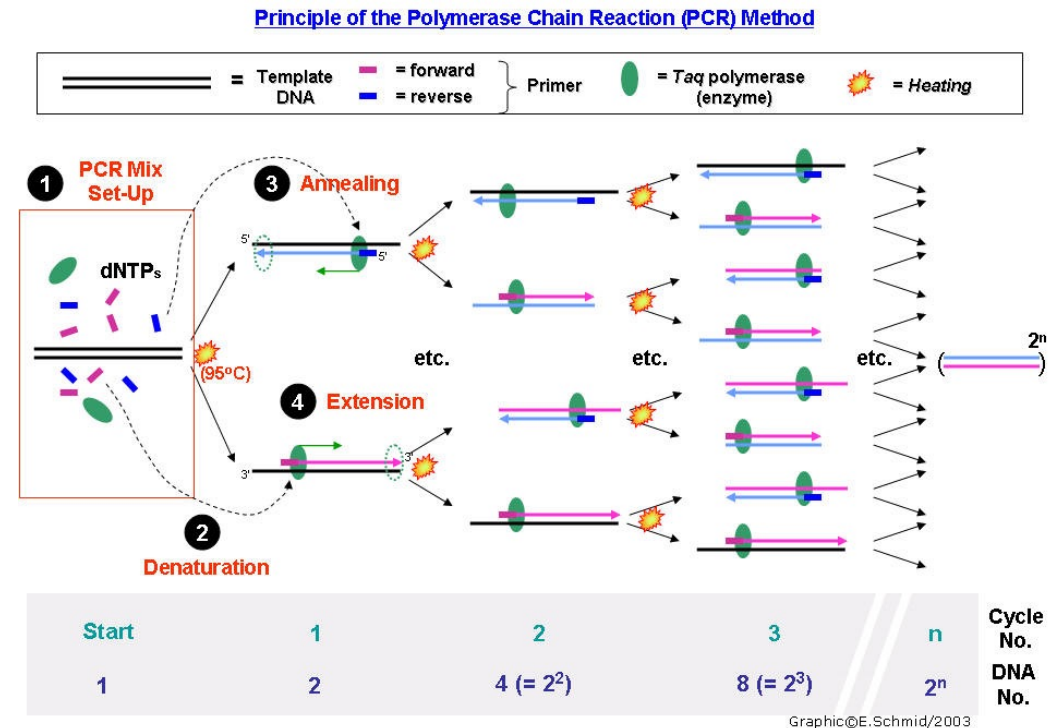 Principle of the Polymerase Chain Reaction (PCR) Method
= Template
DNA
= forward
= reverse
Primer
= Taq polymerase
(enzyme)
= Heating
1
PCR Mix
Set-Up
3
Annealing
dNTPs
5'
5'
(95°C)
etc.
etc.
etc.
( ) 2ⁿ
4
Extension
3'
3'
2
Denaturation
Start
1
2
3
n
Cycle
No.
1
2
4 (= 2²)
8 (= 2³)
2ⁿ
DNA
No.
Graphic©E.Schmid/2003